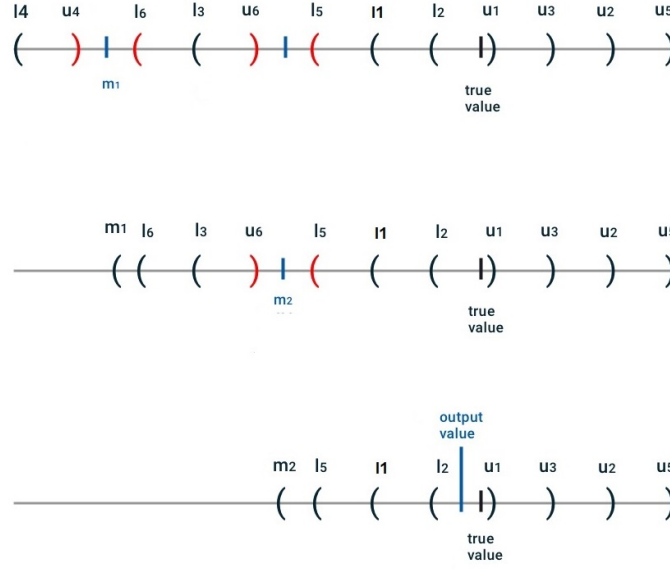 l4 u4 l6 l3 u6 l5 l1 l2 u1 u3 u2 u5
m1
true
value
m1 l6 l3 u6 l5 l1 l2 u1 u3 u2
m2
true
value
output
value
m2 l5 l1 l2 u1 u3 u2
true
value